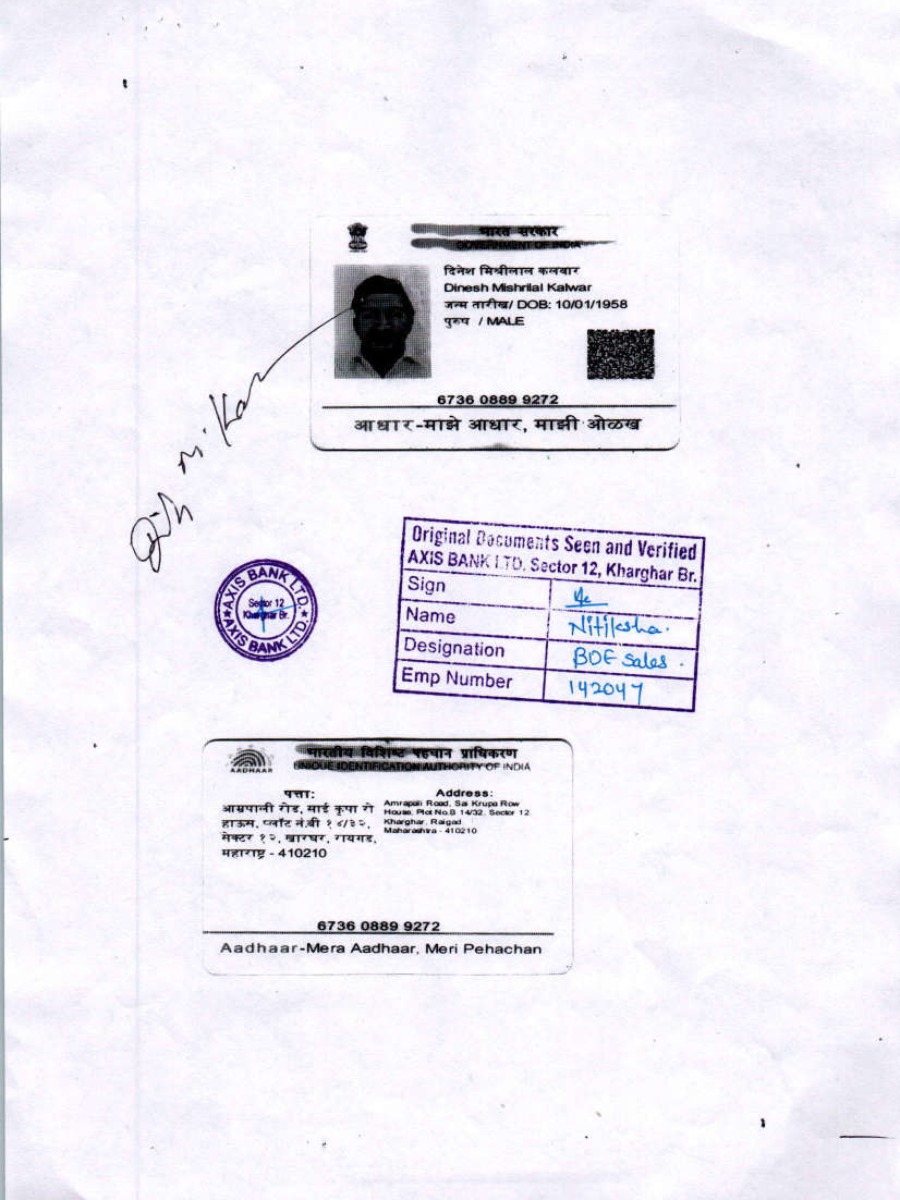 भारत सरकार
GOVERNMENT OF INDIA
दिनेश मिश्रीलाल कलवार
Dinesh Mishrilal Kalwar
जन्म तारीख/ DOB: 10/01/1958
पुरुष / MALE
6736 0889 9272
आधार-माझे आधार, माझी ओळख
Original Documents Seen and Verified
AXIS BANK LTD. Sector 12, Kharghar Br.
Sign
Name Nitiksha.
Designation BDE Sales.
Emp Number 142047
AXIS BANK LTD.
Sector 12
Kharghar Br.
AXIS BANK LTD.
भारतीय विशिष्ट पहचान प्राधिकरण
AADHAAR
UNIQUE IDENTIFICATION AUTHORITY OF INDIA
पत्ता:
आम्रपाली रोड, साई कृपा रो
हाऊस, प्लॉट नं.बी १४/३२,
सेक्टर १२, खारघर, रायगड,
महाराष्ट्र - 410210
Address:
Amrapali Road, Sai Krupa Row
House, Plot No.B 14/32, Sector 12
Kharghar, Raigad
Maharashtra - 410210
6736 0889 9272
Aadhaar-Mera Aadhaar, Meri Pehachan